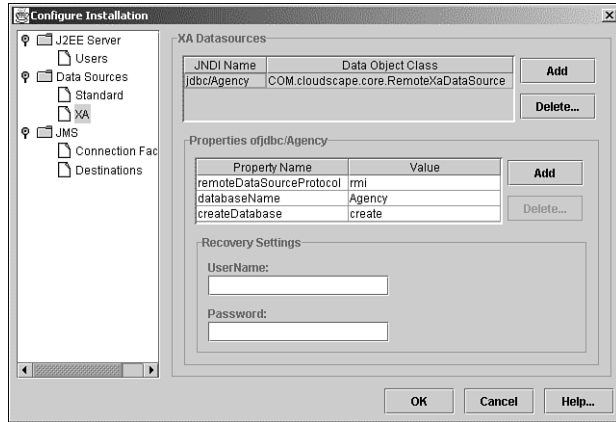 Configure Installation
J2EE Server
Users
Data Sources
Standard
XA
JMS
Connection Fac
Destinations
XA Datasources
JNDI Name Data Object Class
jdbc/Agency COM.cloudscape.core.RemoteXaDataSource
Add
Delete...
Properties ofjdbc/Agency
Property Name Value
remoteDataSourceProtocol rmi
databaseName Agency
createDatabase create
Add
Delete...
Recovery Settings
UserName:
Password:
OK Cancel Help...